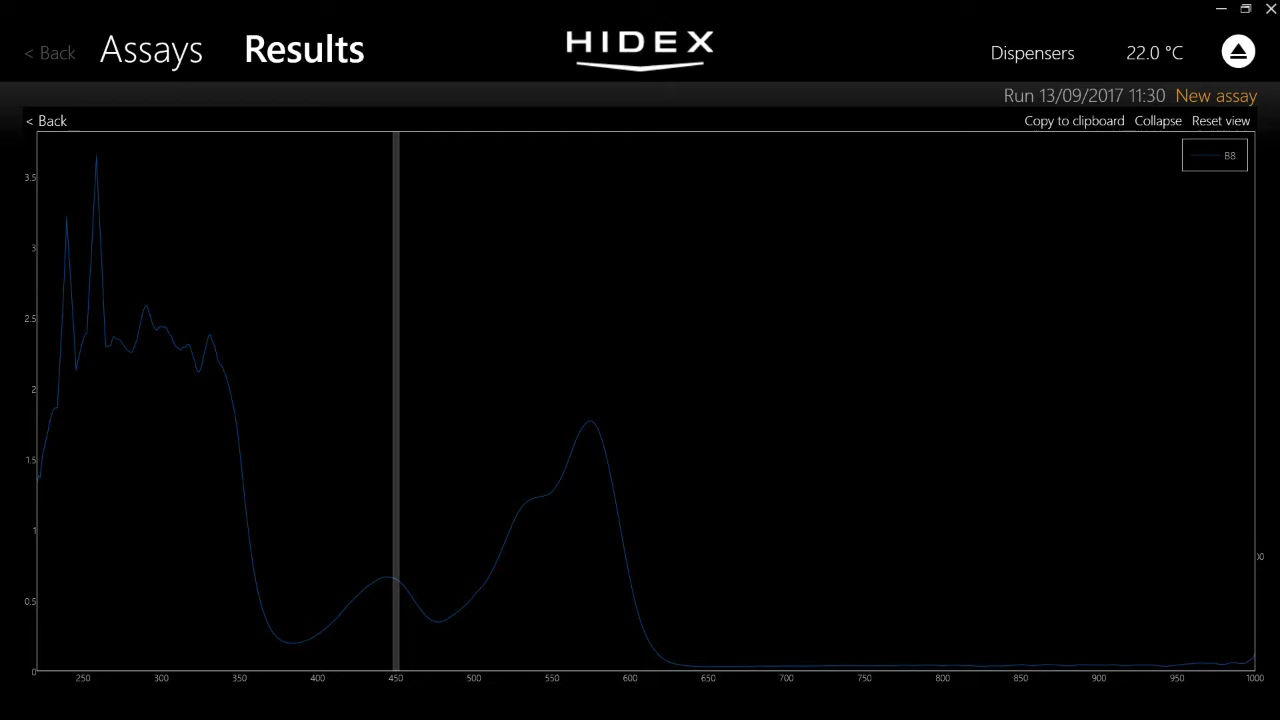 < Back Assays Results HIDEX Dispensers 22.0 °C
Run 13/09/2017 11:30 New assay
< Back Copy to clipboard Collapse Reset view
B8
3.5
3
2.5
2
1.5
1
0.5
0
00
250 300 350 400 450 500 550 600 650 700 750 800 850 900 950 1000